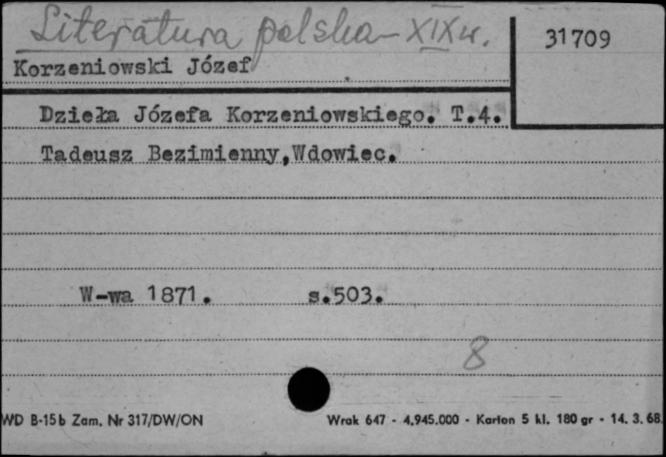 Literatura polska - XIX w.
31709
Korzeniowski Józef
Dzieła Józefa Korzeniowskiego. T.4.
Tadeusz Bezimienny,Wdowiec.
W-wa 1871. s.503.
8
WD B-15b Zam. Nr 317/DW/ON Wrak 647 - 4.945.000 - Karton 5 kl. 180 gr - 14. 3. 68.